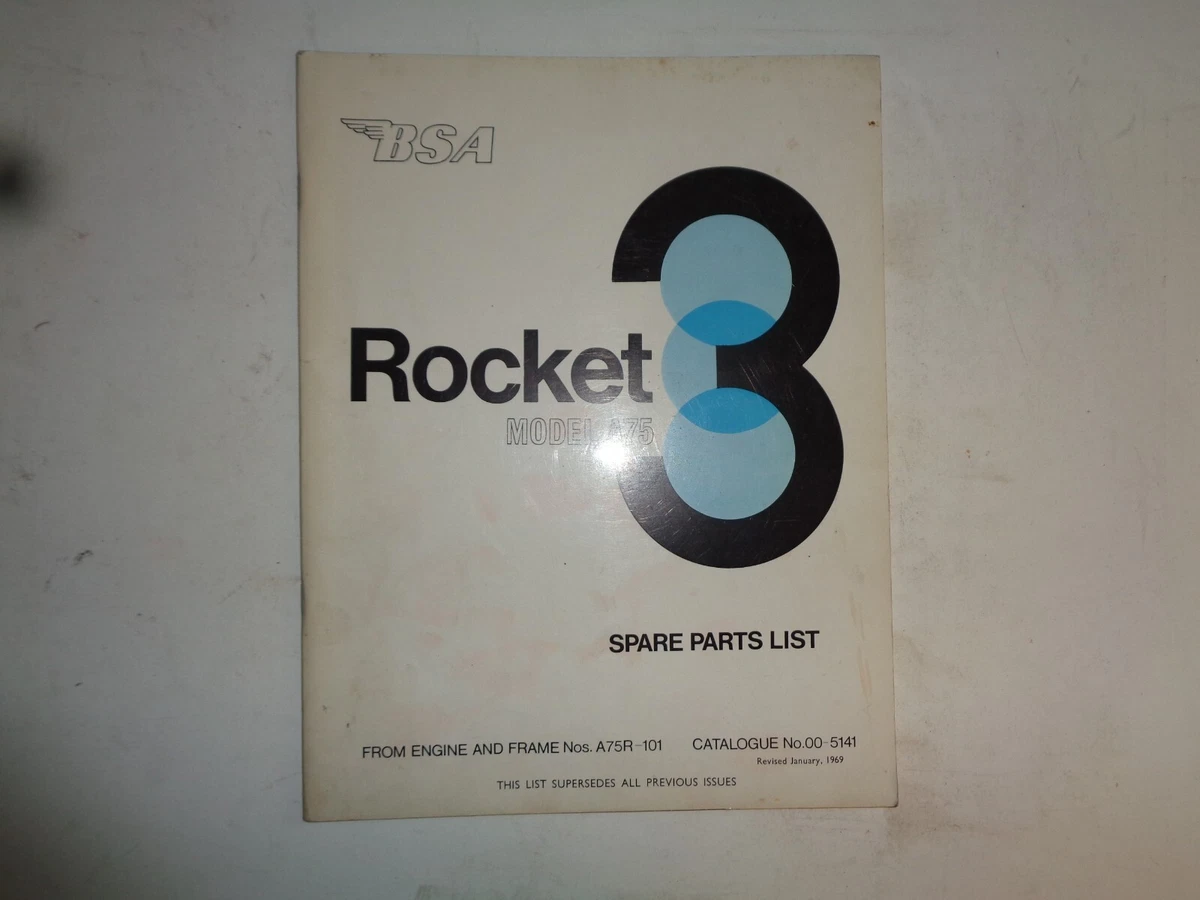 BSA
Rocket 3
MODEL A75
SPARE PARTS LIST
FROM ENGINE AND FRAME Nos. A75R-101 CATALOGUE No.00-5141
Revised January, 1969
THIS LIST SUPERSEDES ALL PREVIOUS ISSUES